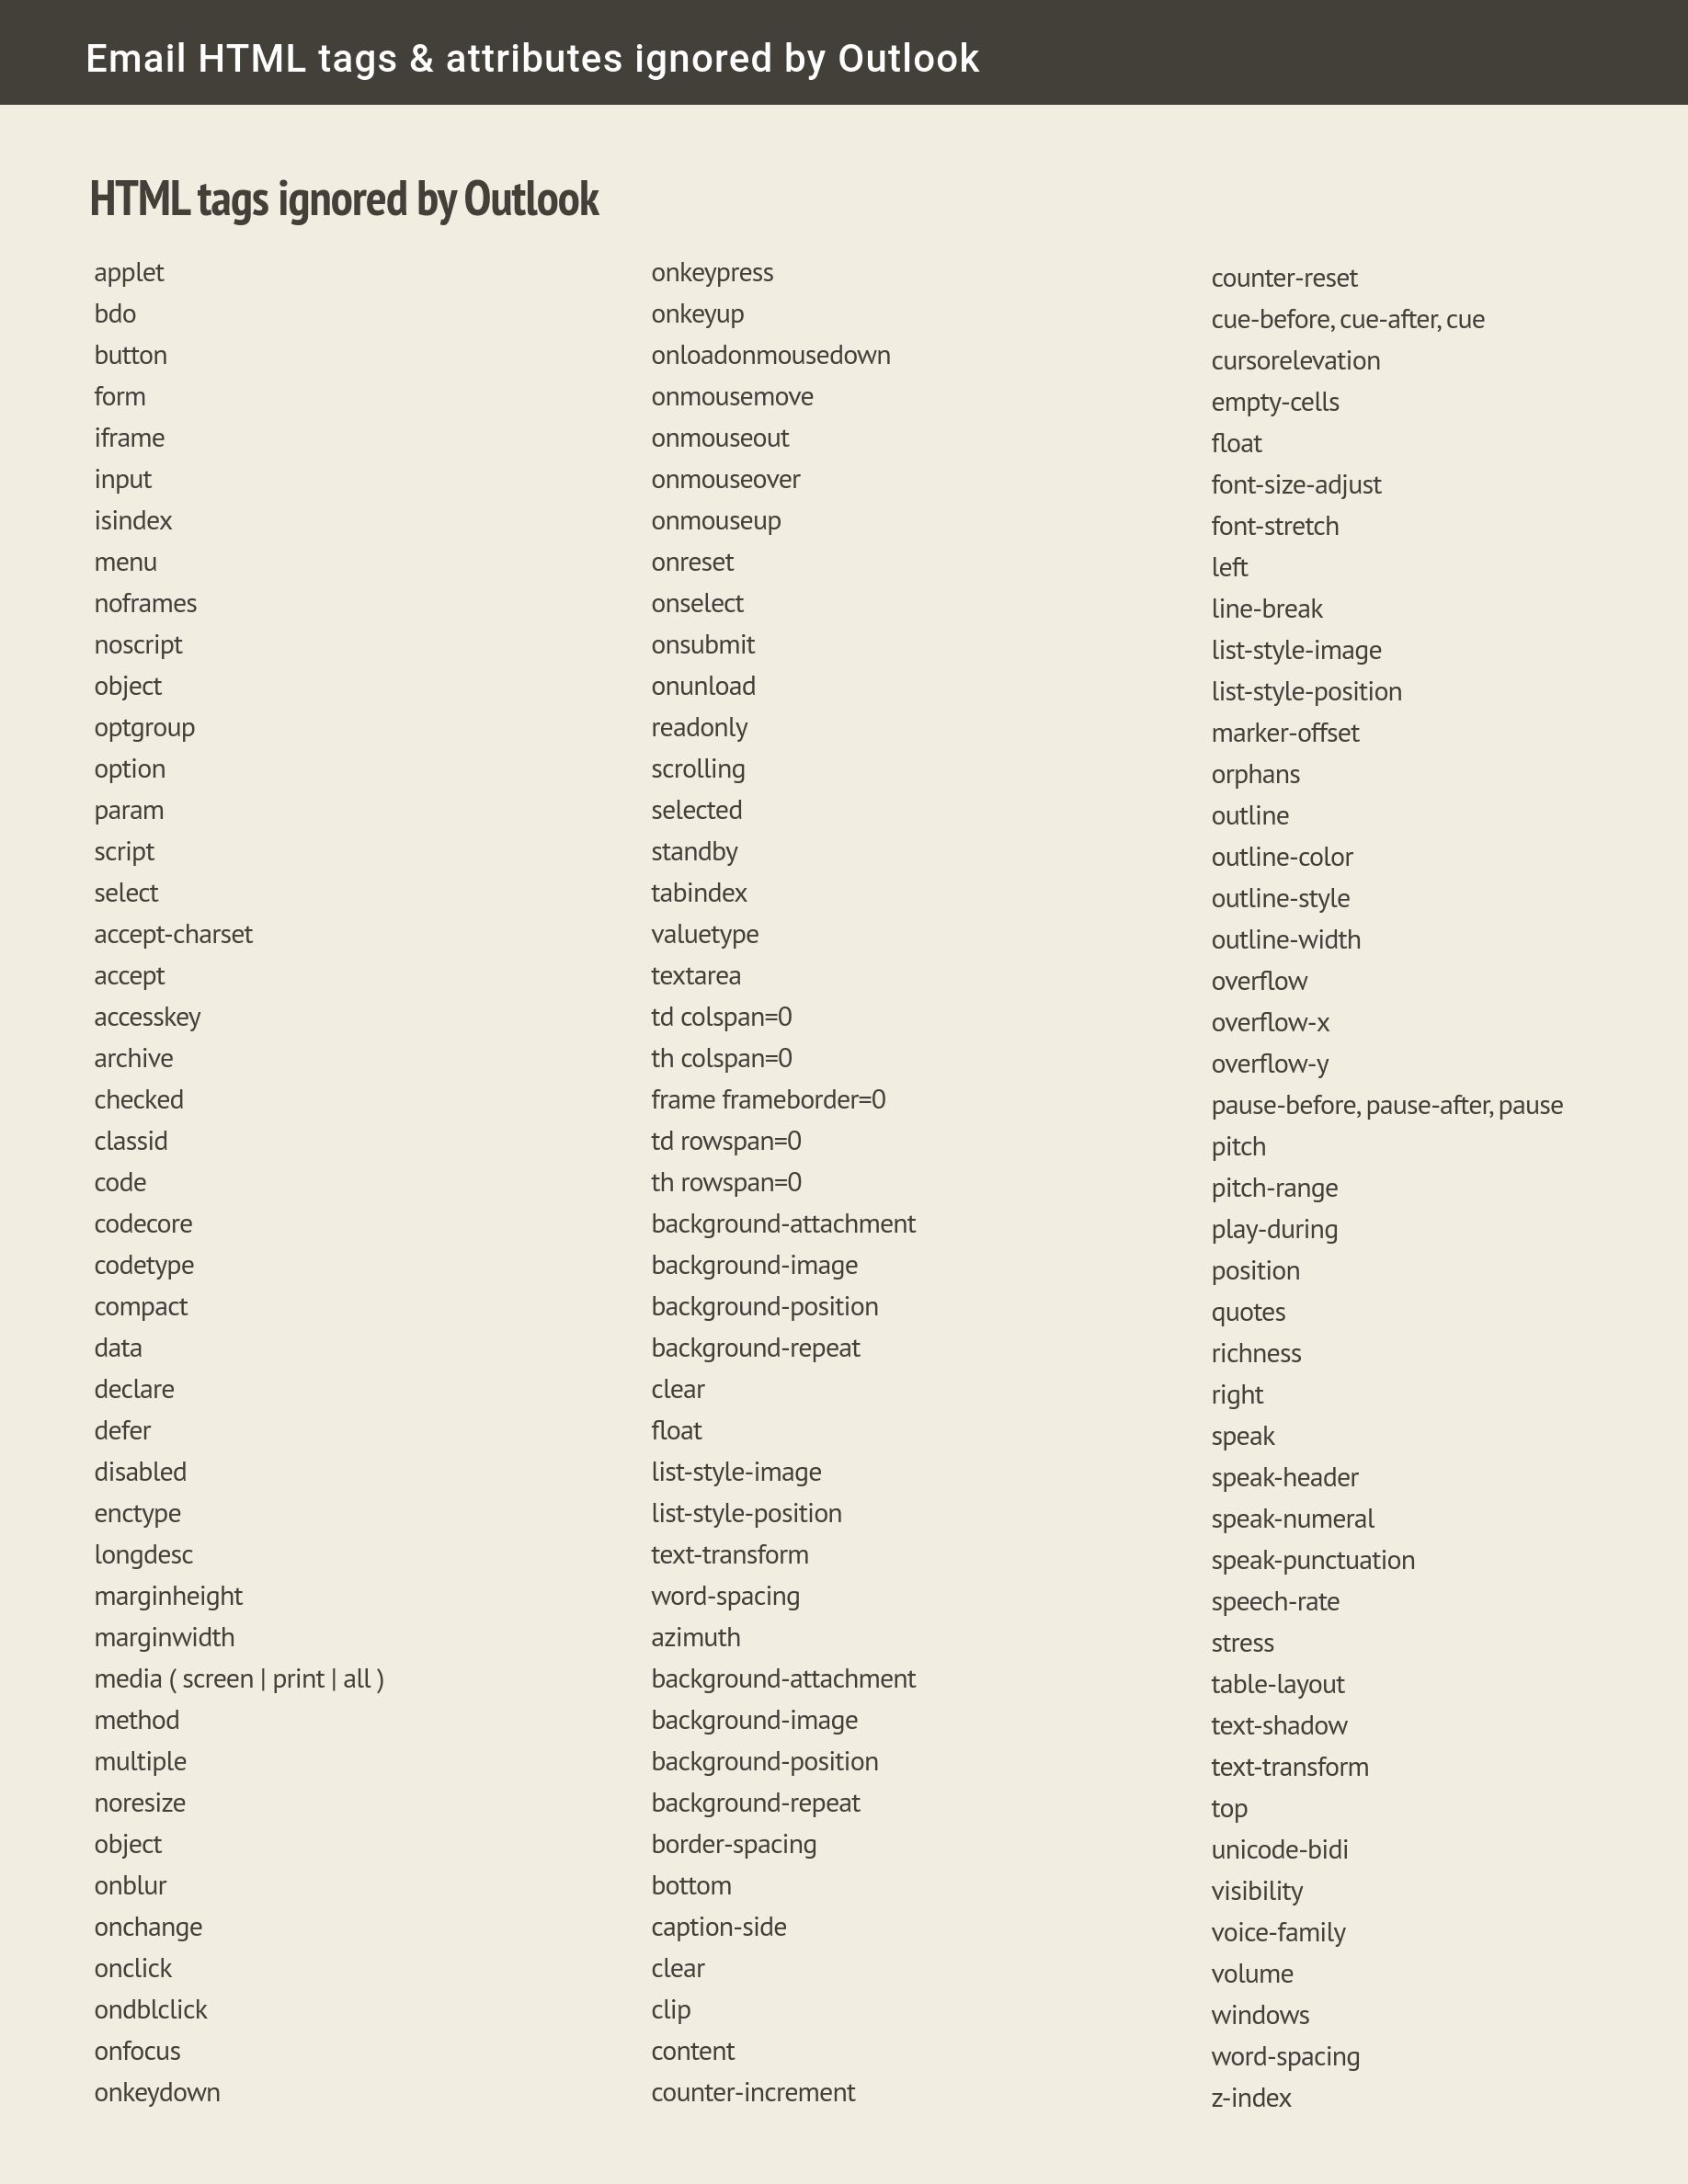 Email HTML tags & attributes ignored by Outlook
HTML tags ignored by Outlook
applet
bdo
button
form
iframe
input
isindex
menu
noframes
noscript
object
optgroup
option
param
script
select
accept-charset
accept
accesskey
archive
checked
classid
code
codecore
codetype
compact
data
declare
defer
disabled
enctype
longdesc
marginheight
marginwidth
media ( screen | print | all )
method
multiple
noresize
object
onblur
onchange
onclick
ondblclick
onfocus
onkeydown
onkeypress
onkeyup
onloadonmousedown
onmousemove
onmouseout
onmouseover
onmouseup
onreset
onselect
onsubmit
onunload
readonly
scrolling
selected
standby
tabindex
valuetype
textarea
td colspan=0
th colspan=0
frame frameborder=0
td rowspan=0
th rowspan=0
background-attachment
background-image
background-position
background-repeat
clear
float
list-style-image
list-style-position
text-transform
word-spacing
azimuth
background-attachment
background-image
background-position
background-repeat
border-spacing
bottom
caption-side
clear
clip
content
counter-increment
counter-reset
cue-before, cue-after, cue
cursorelevation
empty-cells
float
font-size-adjust
font-stretch
left
line-break
list-style-image
list-style-position
marker-offset
orphans
outline
outline-color
outline-style
outline-width
overflow
overflow-x
overflow-y
pause-before, pause-after, pause
pitch
pitch-range
play-during
position
quotes
richness
right
speak
speak-header
speak-numeral
speak-punctuation
speech-rate
stress
table-layout
text-shadow
text-transform
top
unicode-bidi
visibility
voice-family
volume
windows
word-spacing
z-index